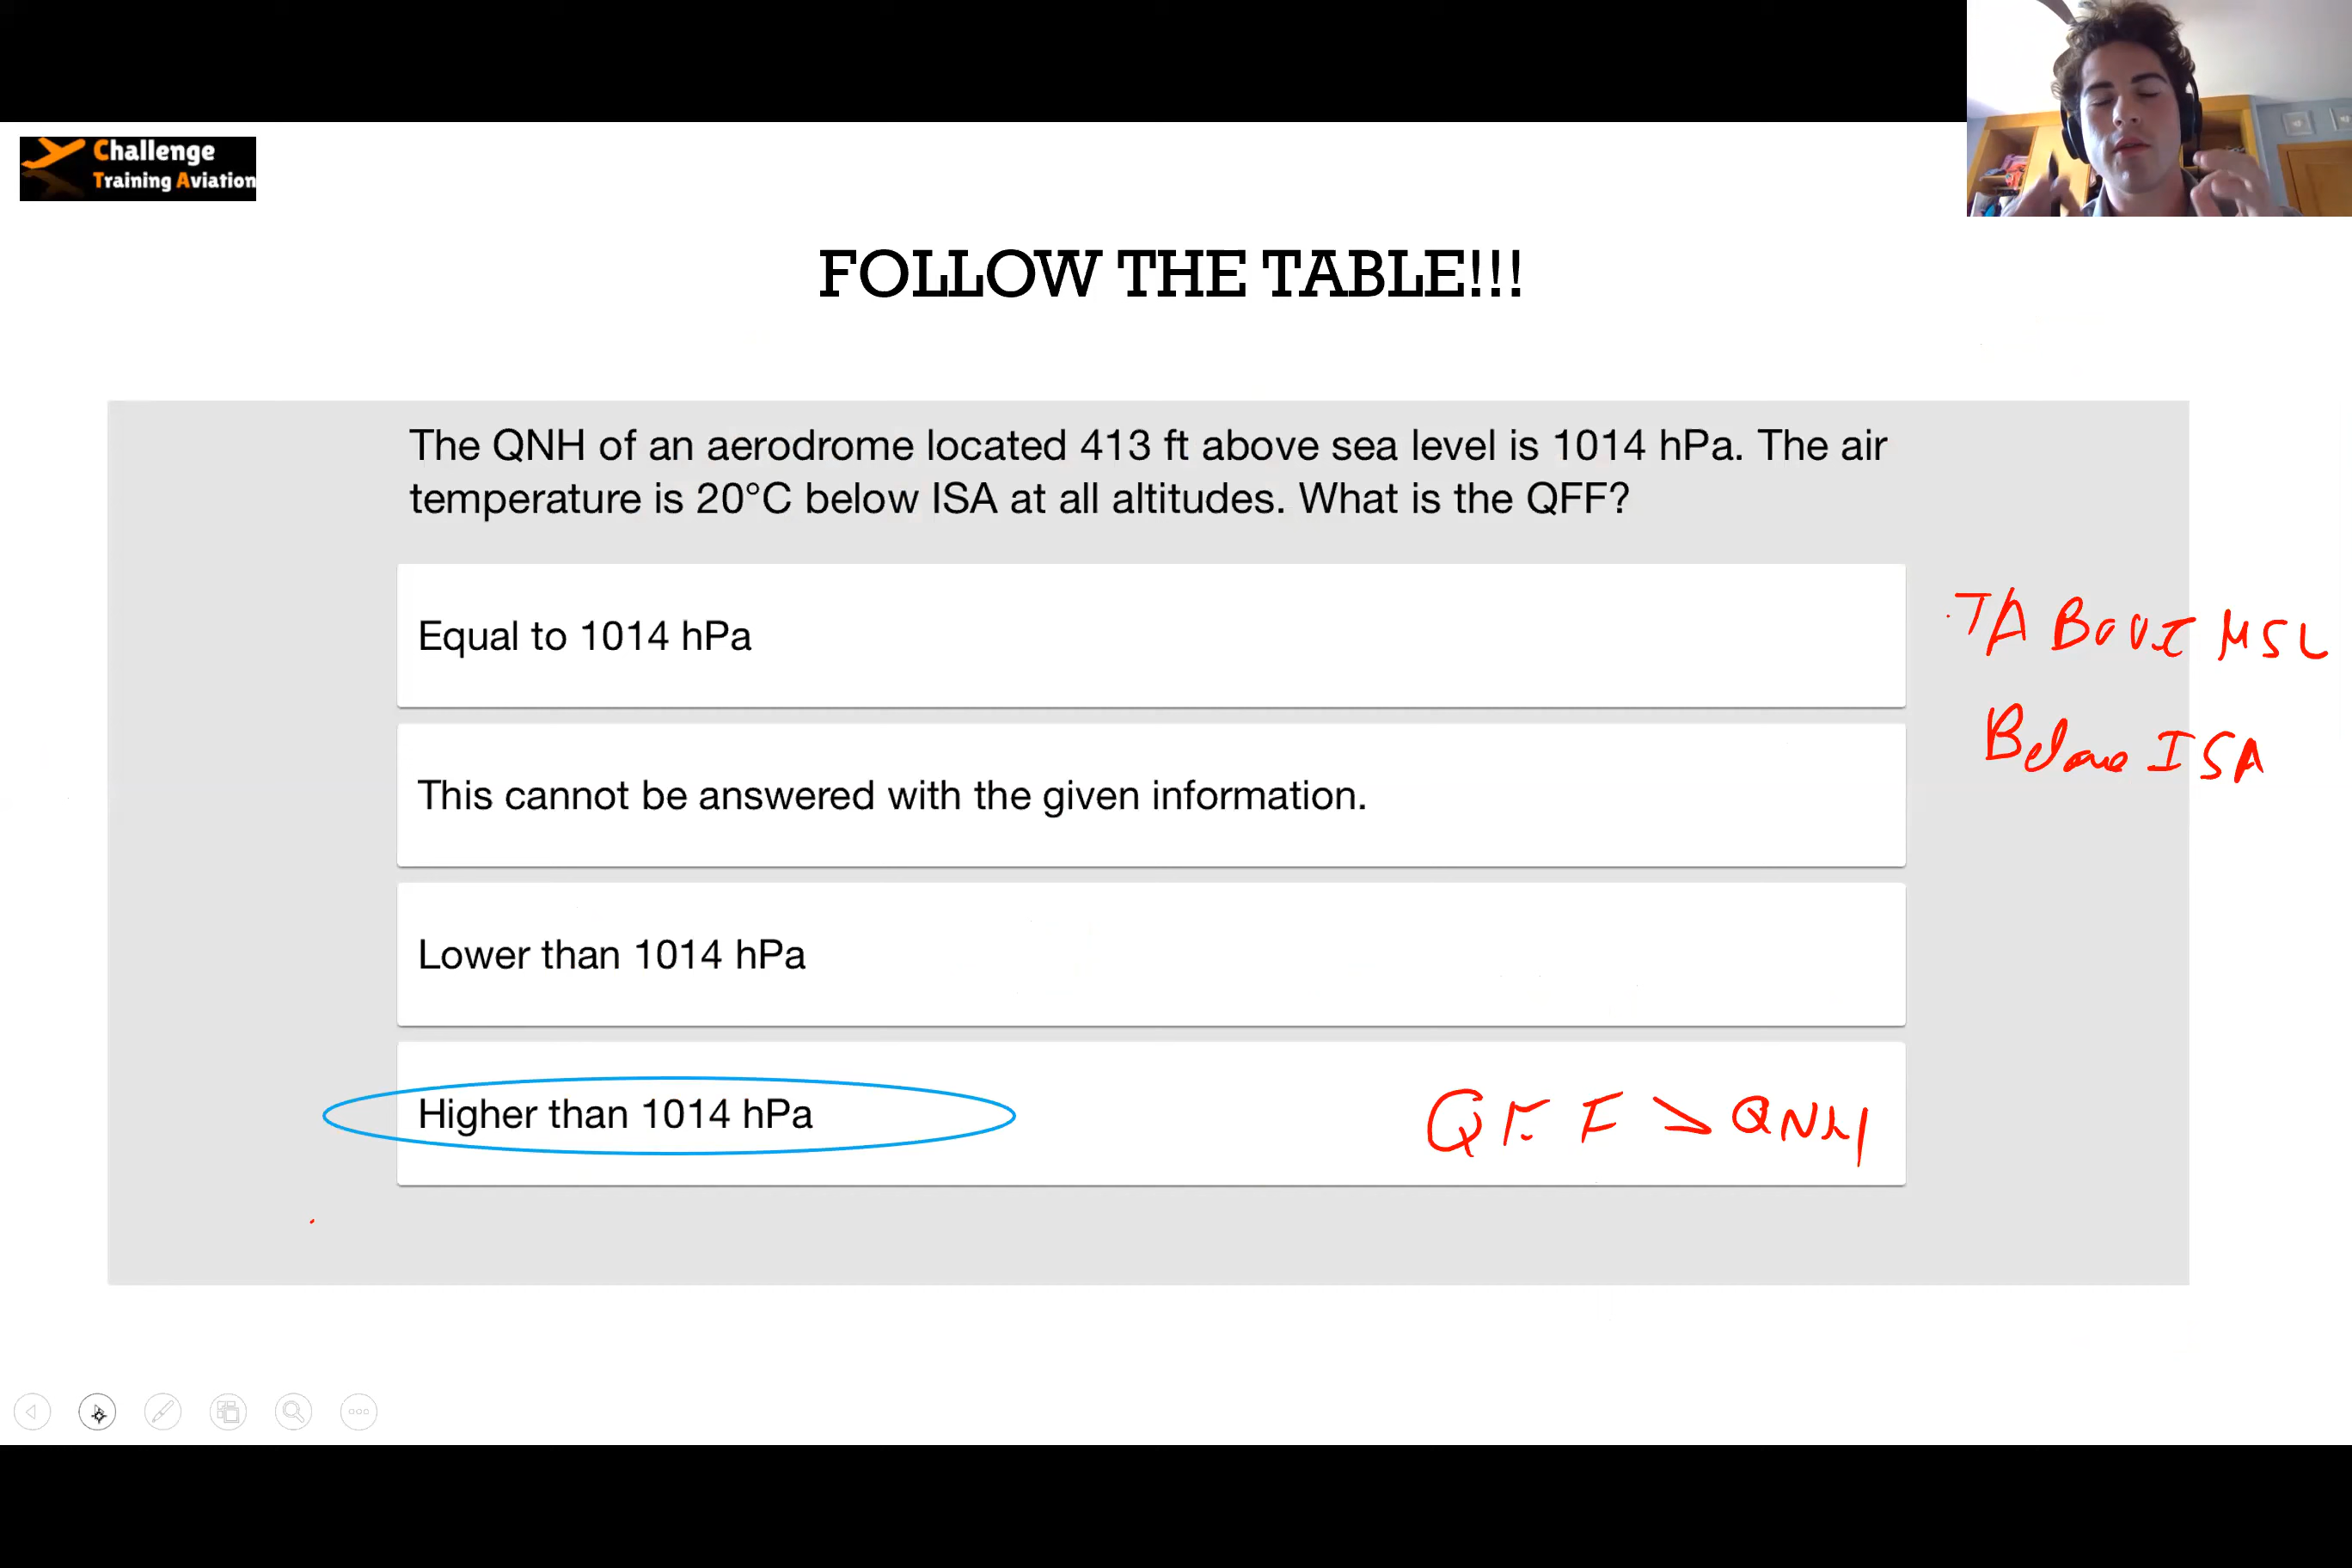 Challenge
Training Aviation
FOLLOW THE TABLE!!!
The QNH of an aerodrome located 413 ft above sea level is 1014 hPa. The air
temperature is 20°C below ISA at all altitudes. What is the QFF?
Equal to 1014 hPa
This cannot be answered with the given information.
Lower than 1014 hPa
Higher than 1014 hPa
QFF > QNH
ABOVE MSL
Below ISA